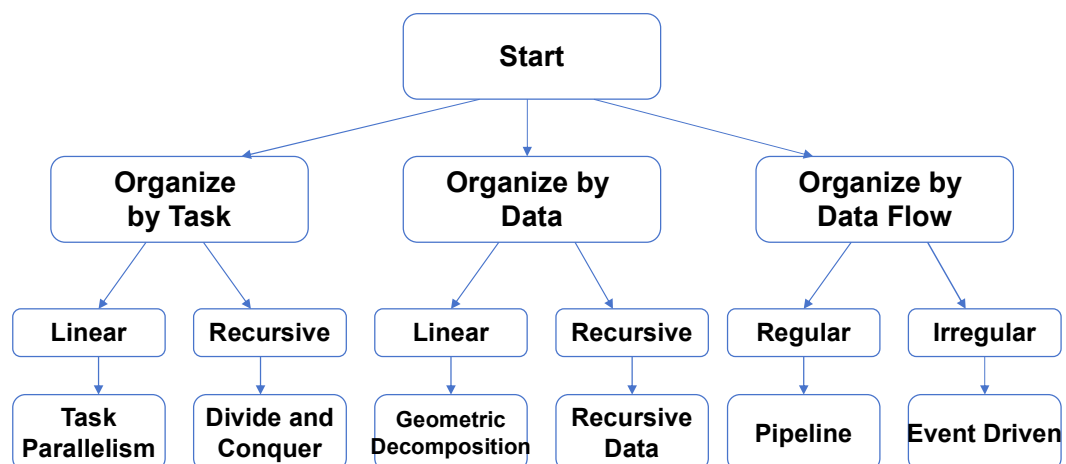 Start
Organize
by Task
Organize by
Data
Organize by
Data Flow
Linear
Recursive
Linear
Recursive
Regular
Irregular
Task
Parallelism
Divide and
Conquer
Geometric
Decomposition
Recursive
Data
Pipeline
Event Driven